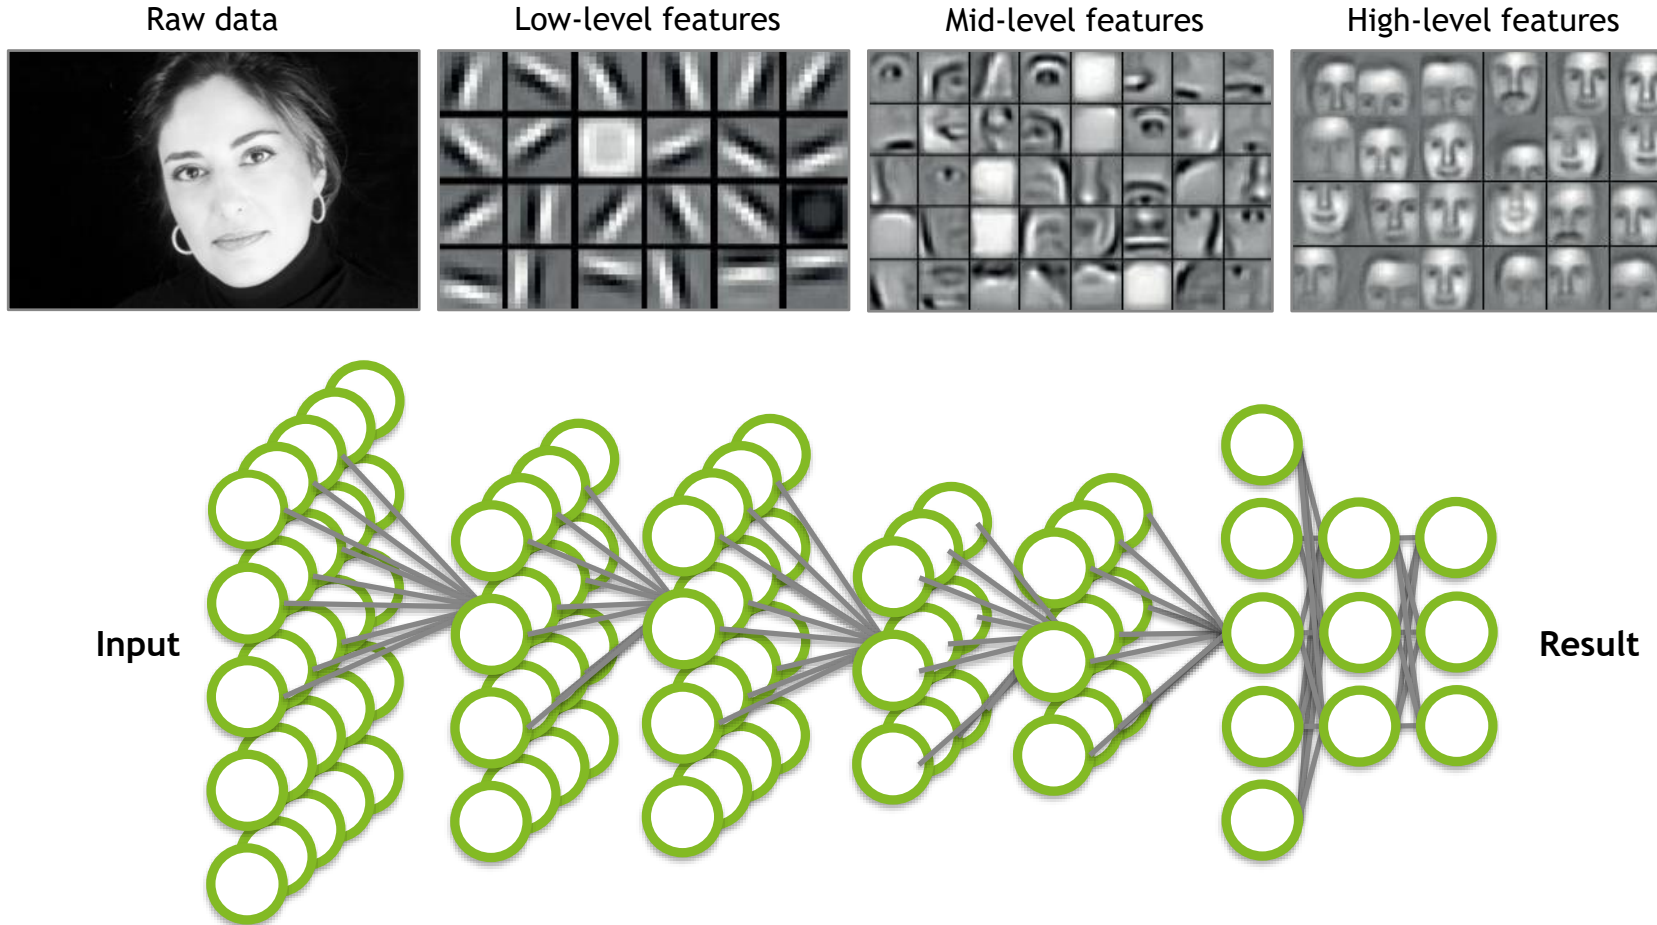 Raw data
Low-level features
Mid-level features
High-level features
Input
Result